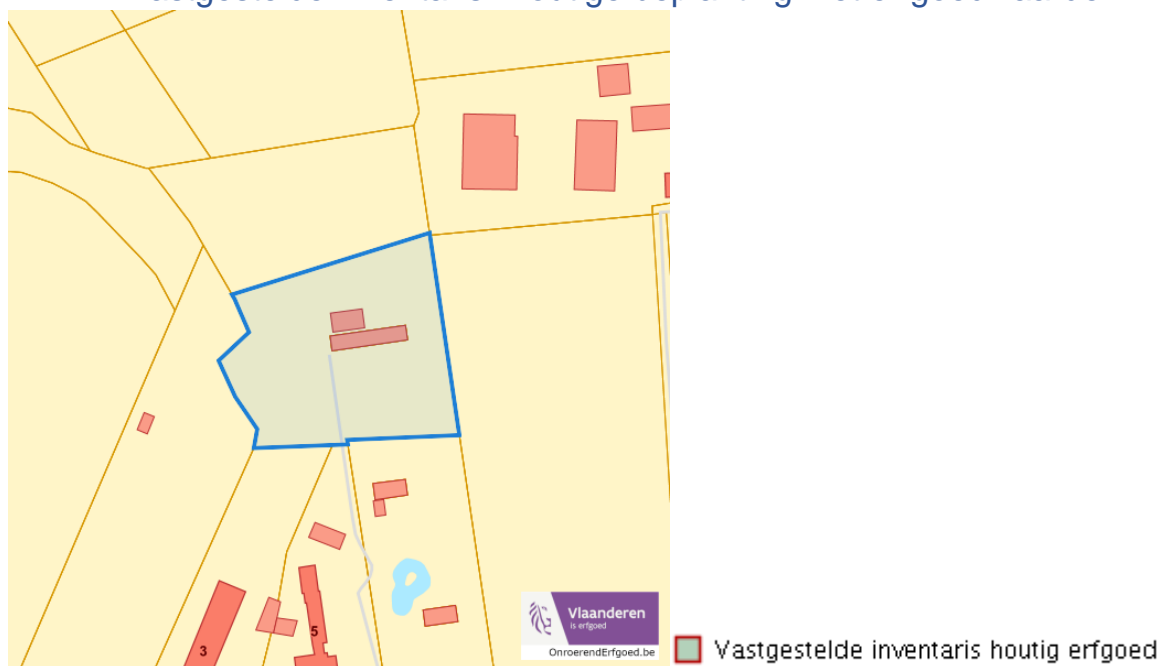 3
5
Vlaanderen
is erfgoed
OnroerendErfgoed.be
Vastgestelde inventaris houtig erfgoed